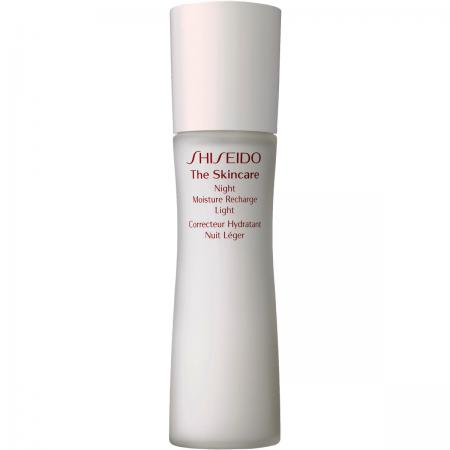 SHISEIDO
The Skincare
Night
Moisture Recharge
Light
Correcteur Hydratant
Nuit Léger